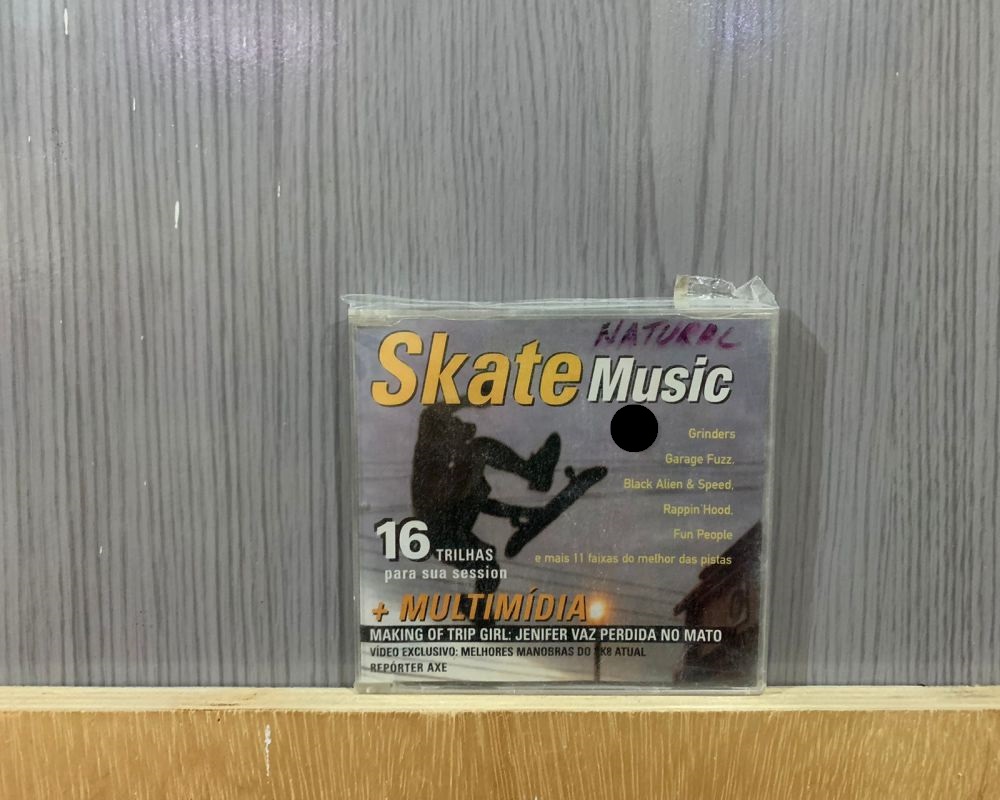 NATURAL
Skate Music
Grinders
Garage Fuzz,
Black Alien & Speed,
Rappin'Hood,
Fun People
e mais 11 faixas do melhor das pistas
16 TRILHAS
para sua session
+ MULTIMÍDIA
MAKING OF TRIP GIRL: JENIFER VAZ PERDIDA NO MATO
VÍDEO EXCLUSIVO: MELHORES MANOBRAS DO SK8 ATUAL
REPÓRTER AXE